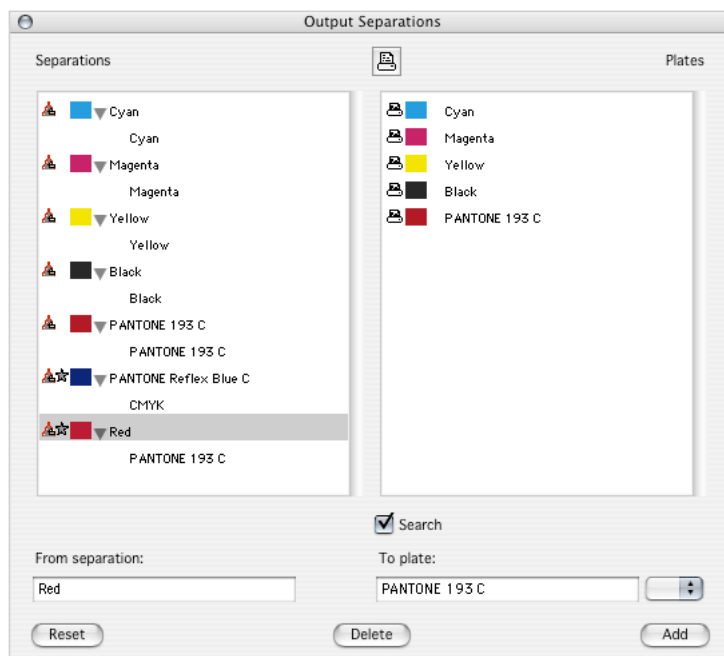 Output Separations
Separations
Plates
Cyan
Cyan
Magenta
Magenta
Yellow
Yellow
Black
Black
PANTONE 193 C
PANTONE 193 C
PANTONE Reflex Blue C
CMYK
Red
PANTONE 193 C
Cyan
Magenta
Yellow
Black
PANTONE 193 C
Search
From separation:
To plate:
Red
PANTONE 193 C
Reset
Delete
Add